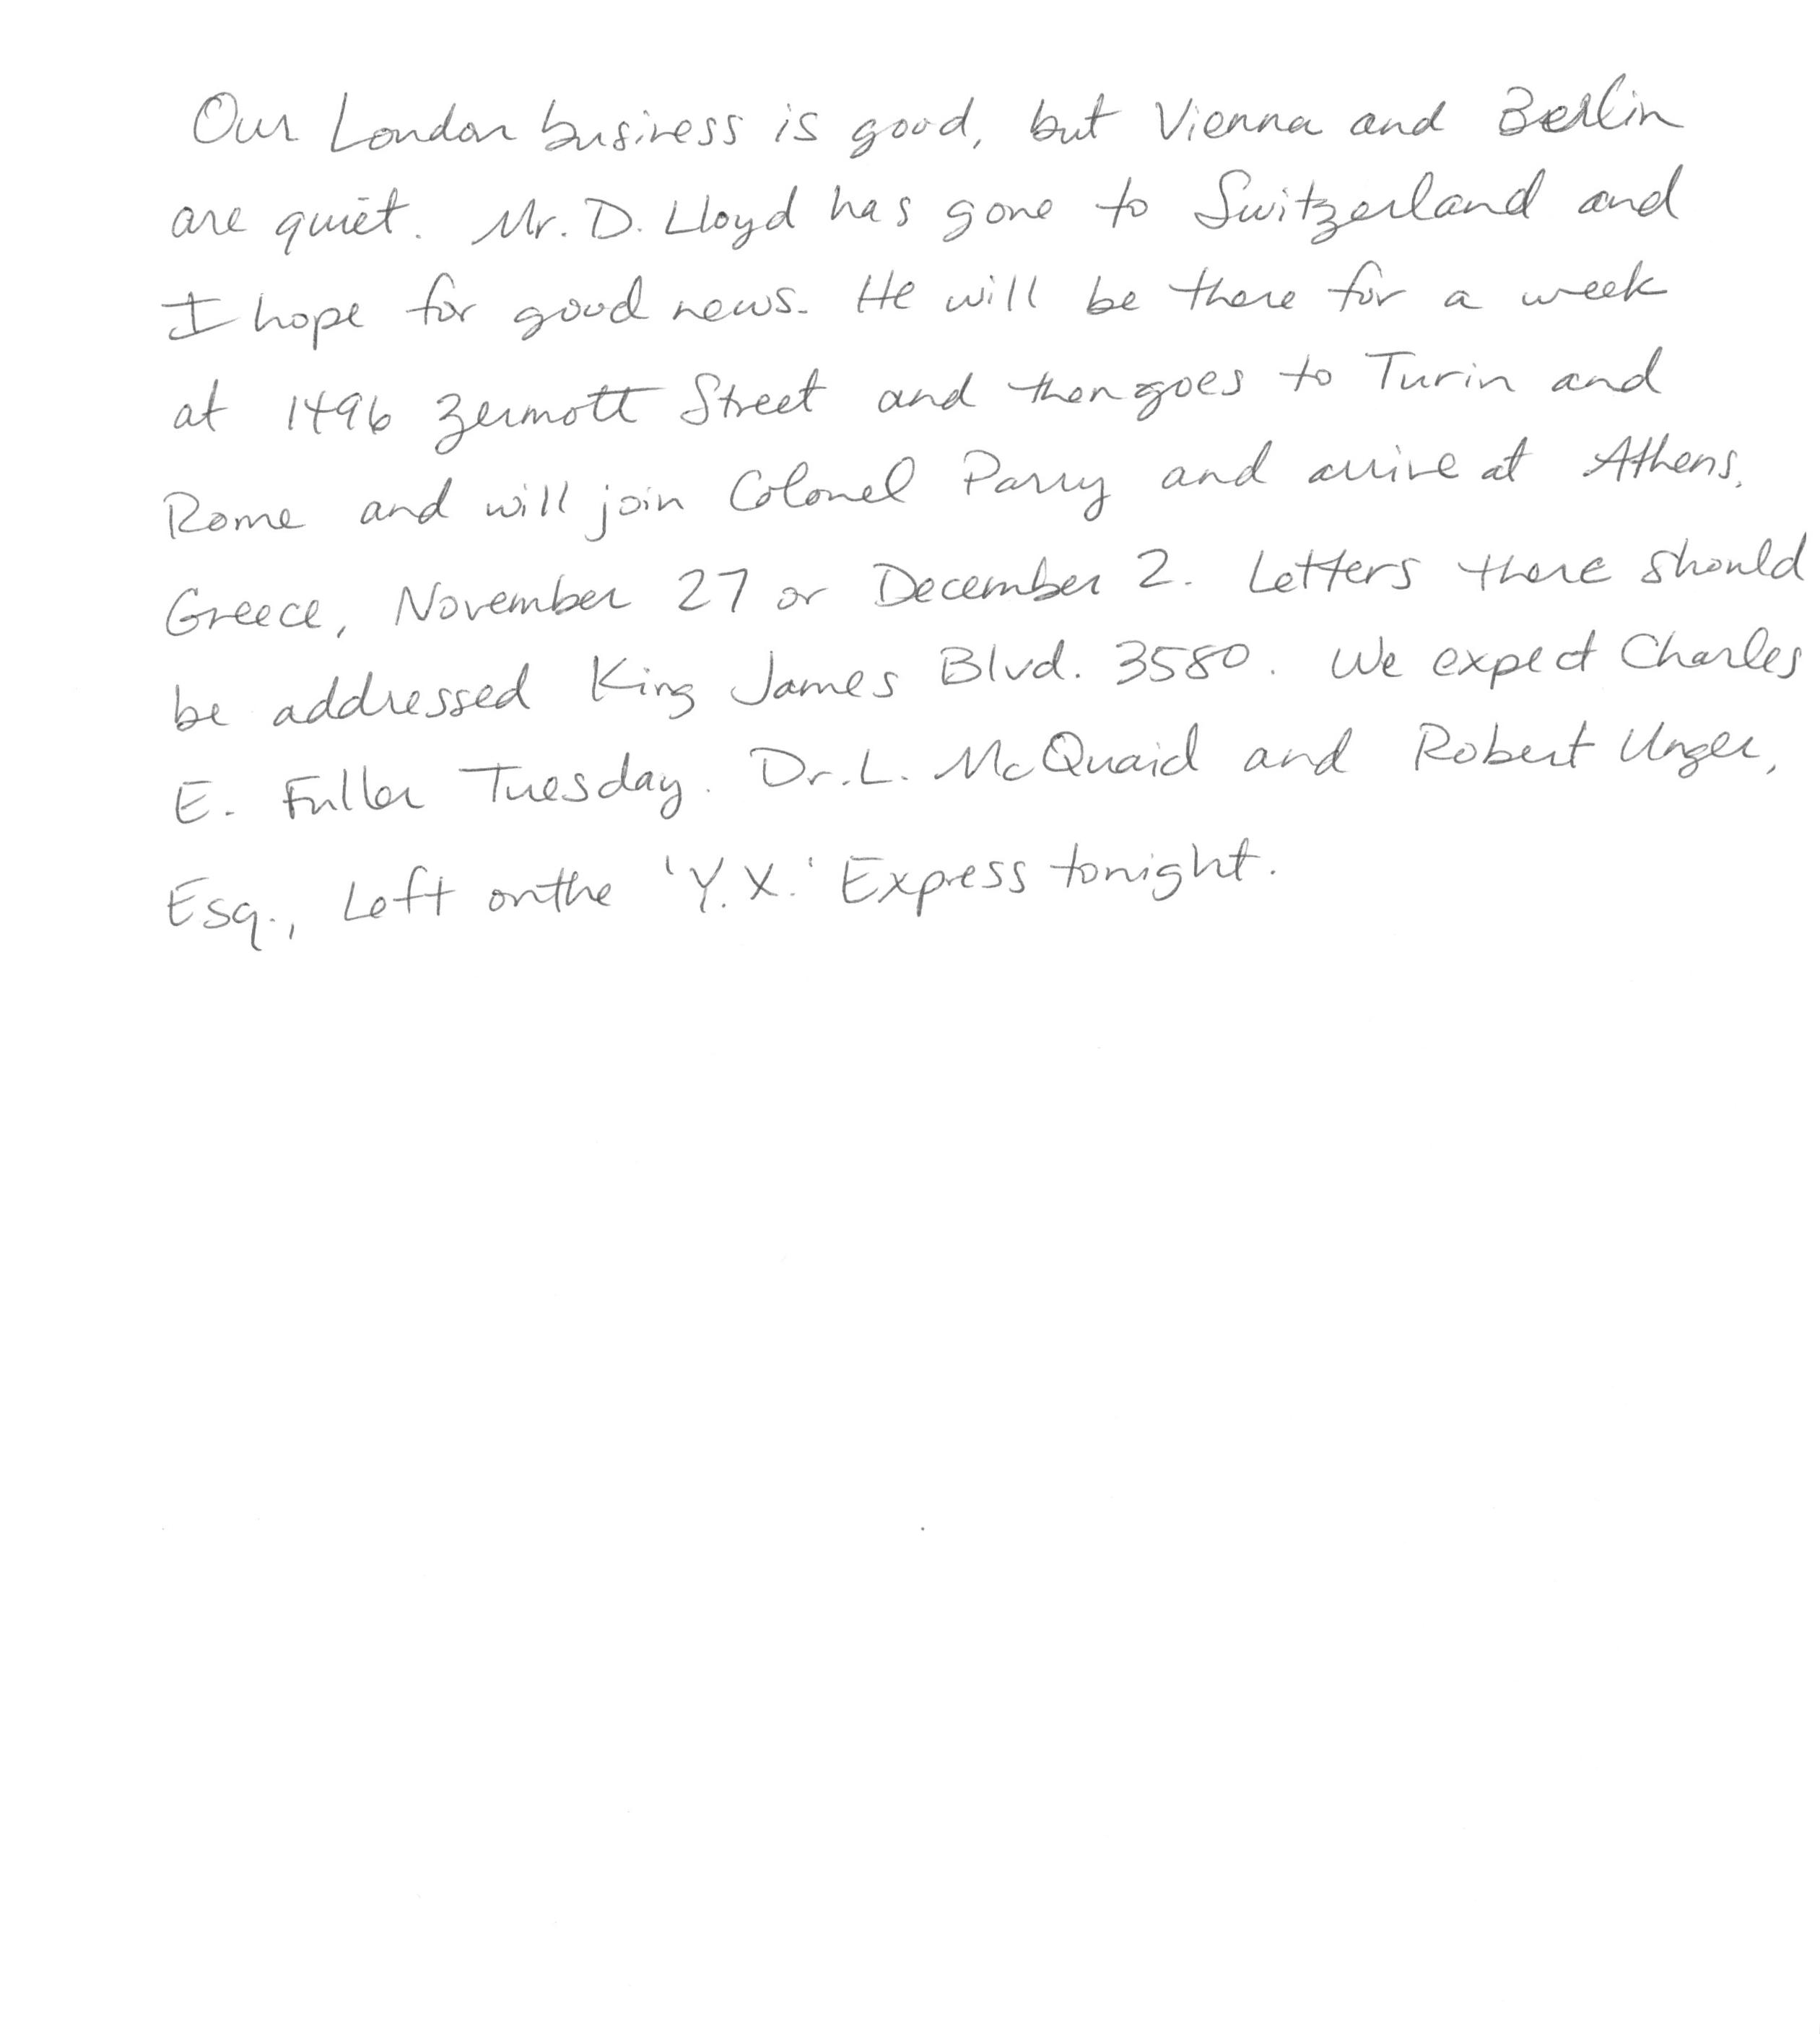 Our London business is good, but Vienna and Berlin
are quiet. Mr. D. Lloyd has gone to Switzerland and
I hope for good news. He will be there for a week
at 1496 Zermott Street and then goes to Turin and
Rome and will join Colonel Parry and arrive at Athens,
Greece, November 27 or December 2. Letters there should
be addressed King James Blvd. 3580. We expect Charles
E. Fuller Tuesday. Dr. L. McQuaid and Robert Unger,
Esq., Left on the 'Y.X.' Express tonight.